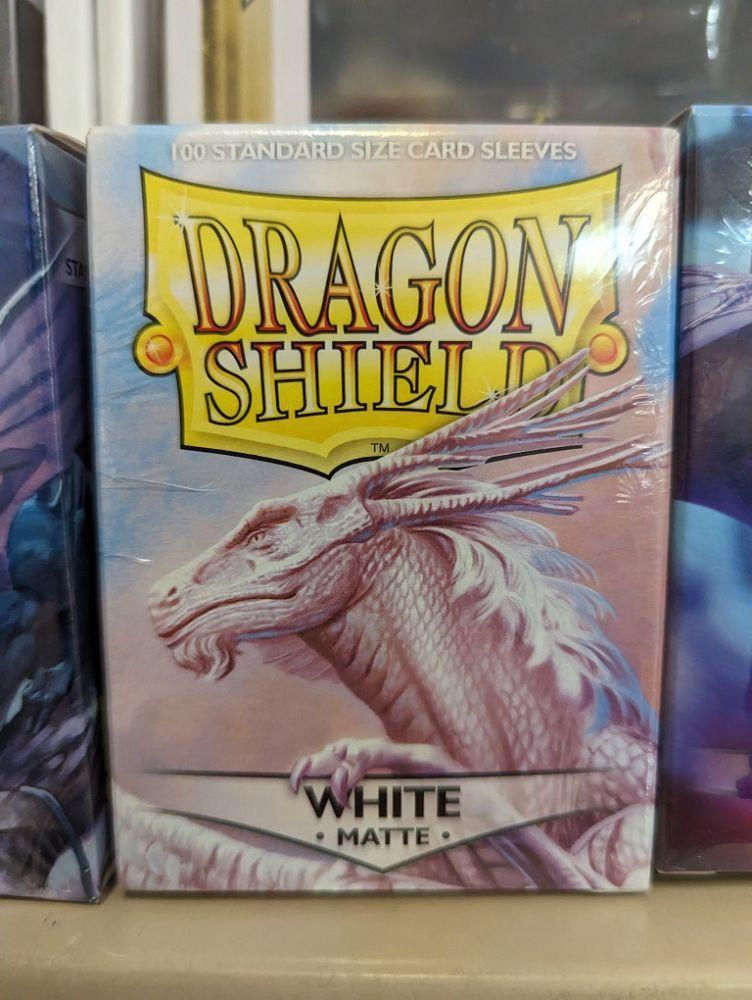 100 STANDARD SIZE CARD SLEEVES
DRAGON
SHIELD
TM
WHITE
• MATTE •